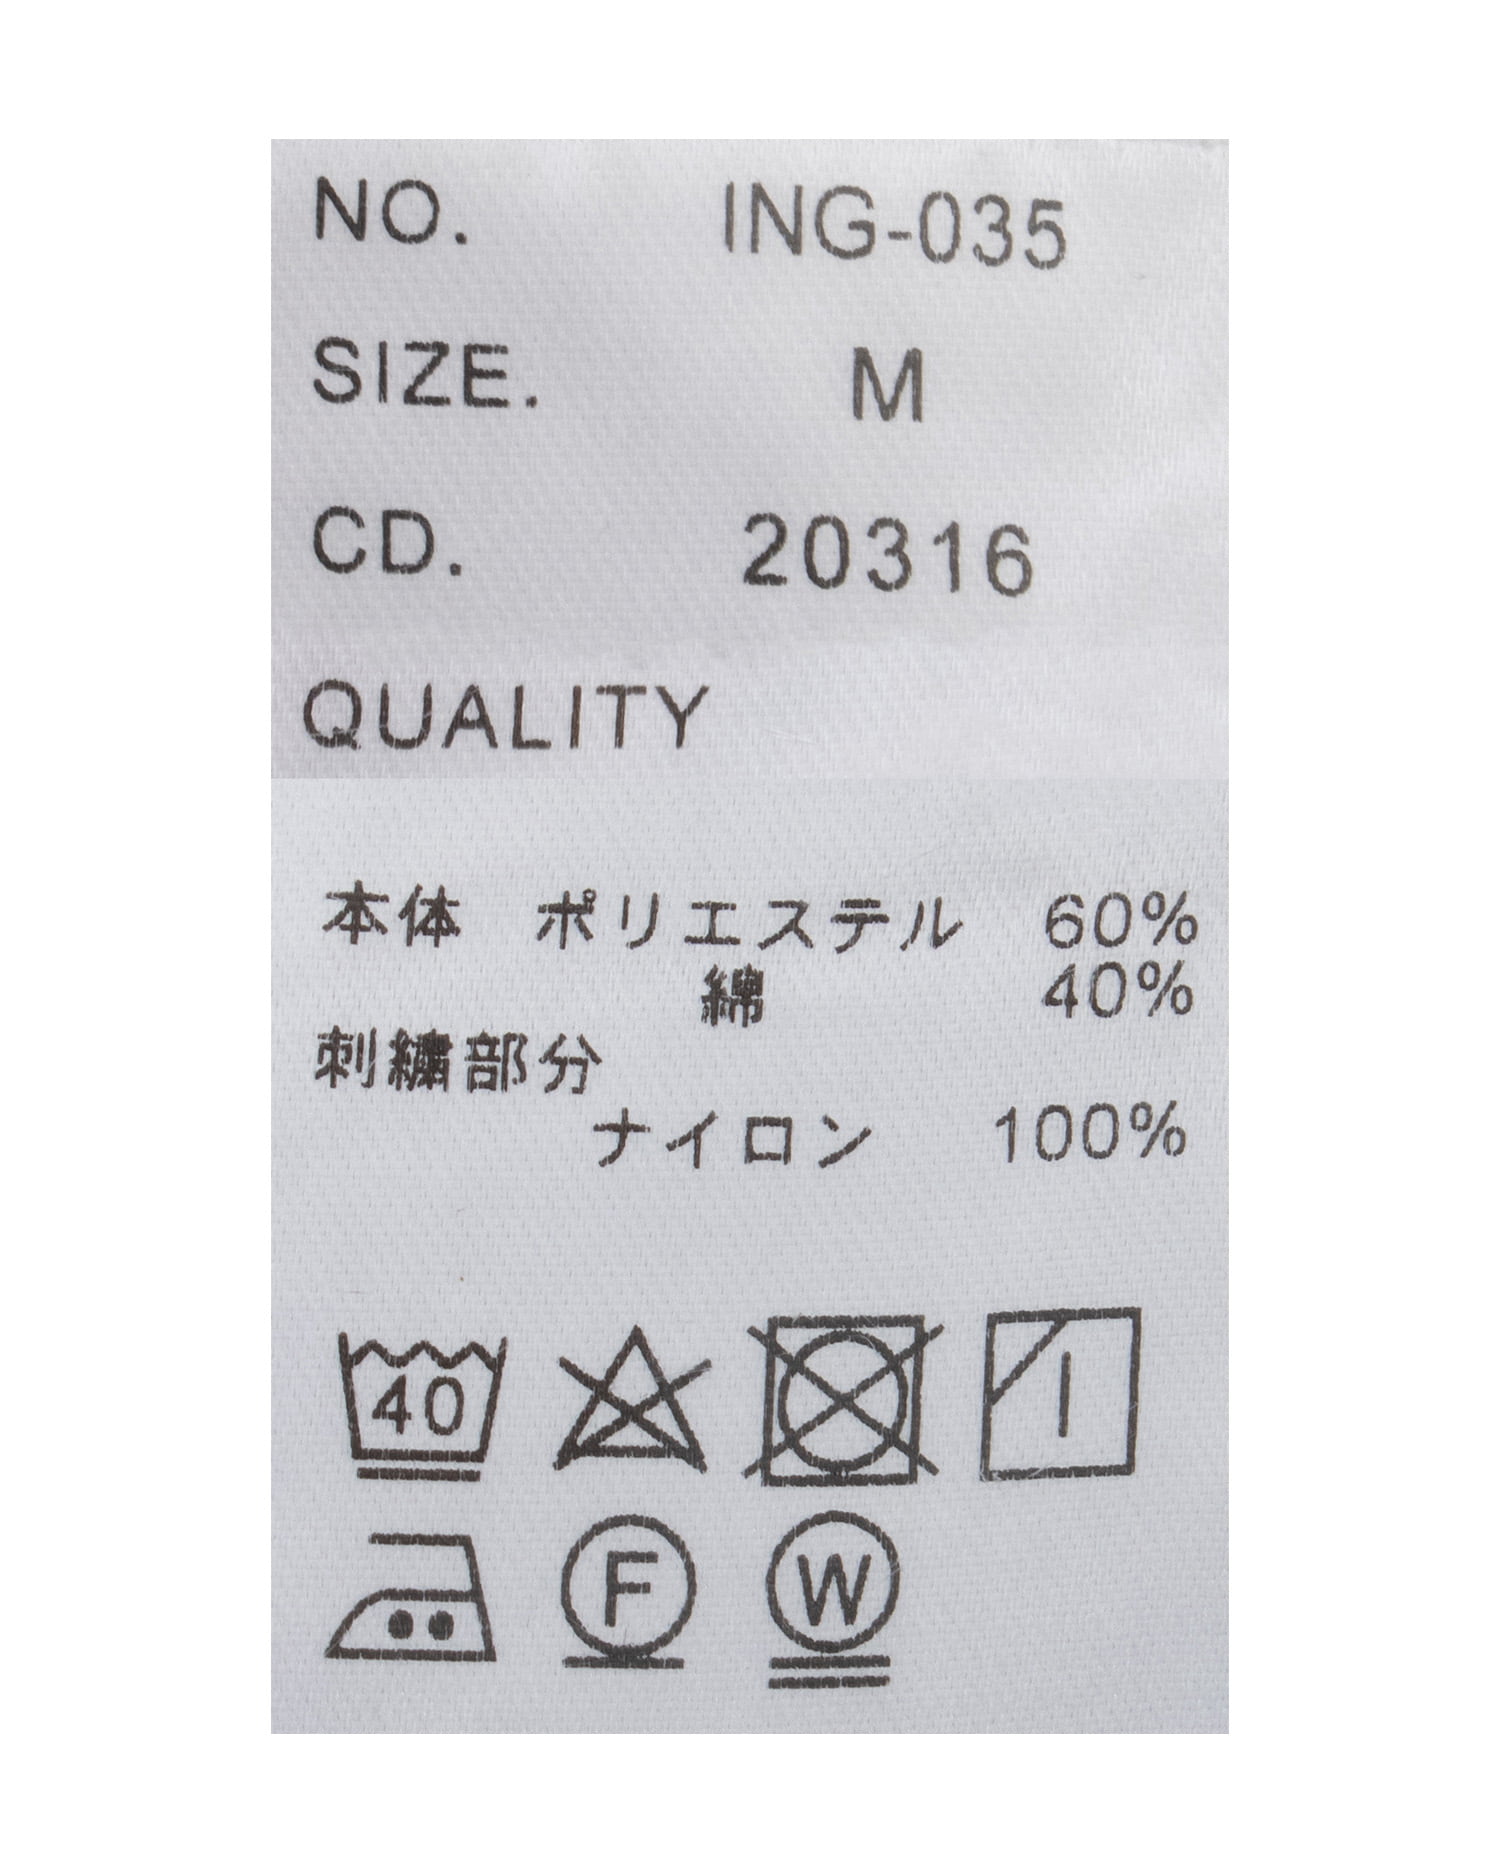 NO. ING-035
SIZE. M
CD. 20316
QUALITY
本体 ポリエステル 60%
綿 40%
刺繍部分
ナイロン 100%
40
F W